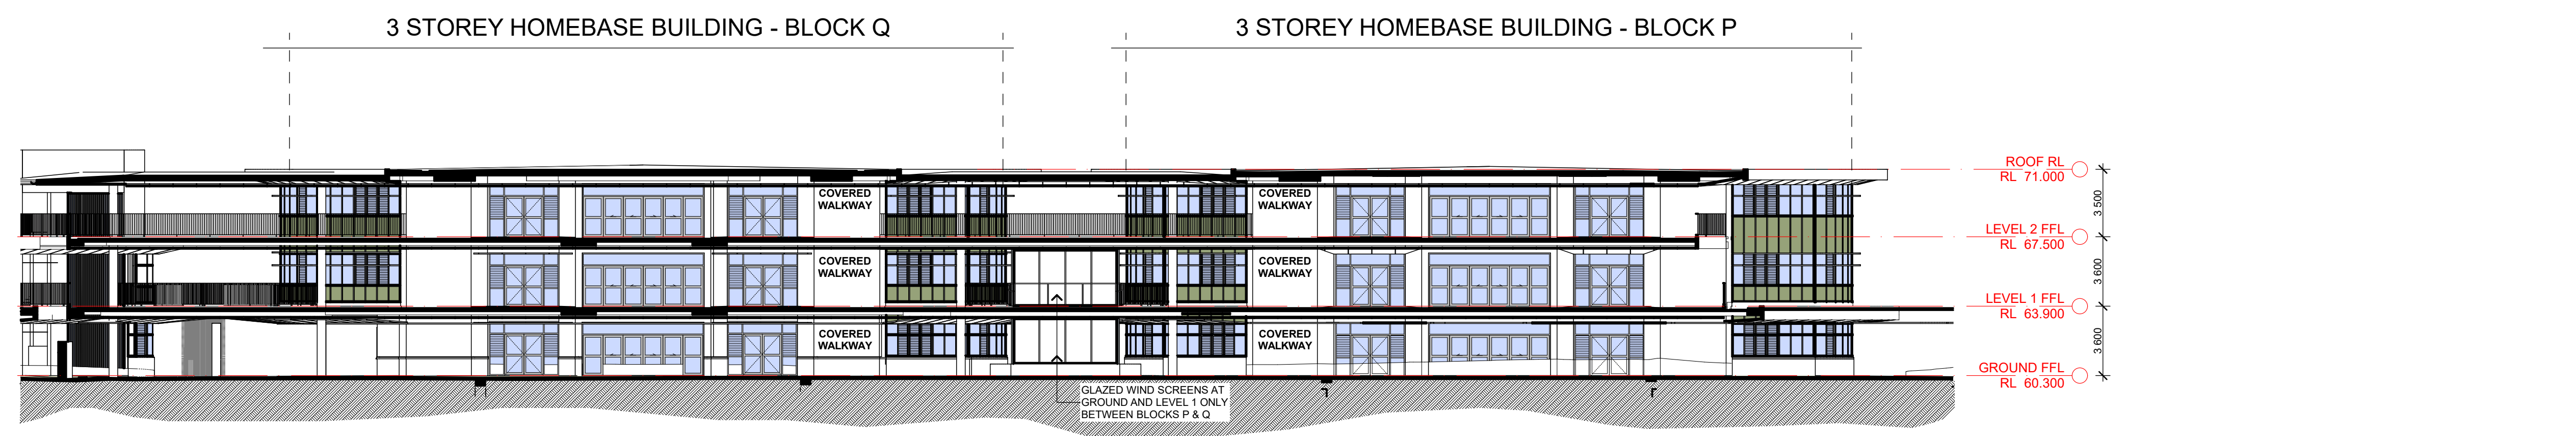 3 STOREY HOMEBASE BUILDING - BLOCK Q
3 STOREY HOMEBASE BUILDING - BLOCK P
ROOF RL
RL 71.000
3 500
COVERED
WALKWAY
COVERED
WALKWAY
LEVEL 2 FFL
RL 67.500
3 600
COVERED
WALKWAY
COVERED
WALKWAY
LEVEL 1 FFL
RL 63.900
3 600
COVERED
WALKWAY
COVERED
WALKWAY
GROUND FFL
RL 60.300
GLAZED WIND SCREENS AT
GROUND AND LEVEL 1 ONLY
BETWEEN BLOCKS P & Q